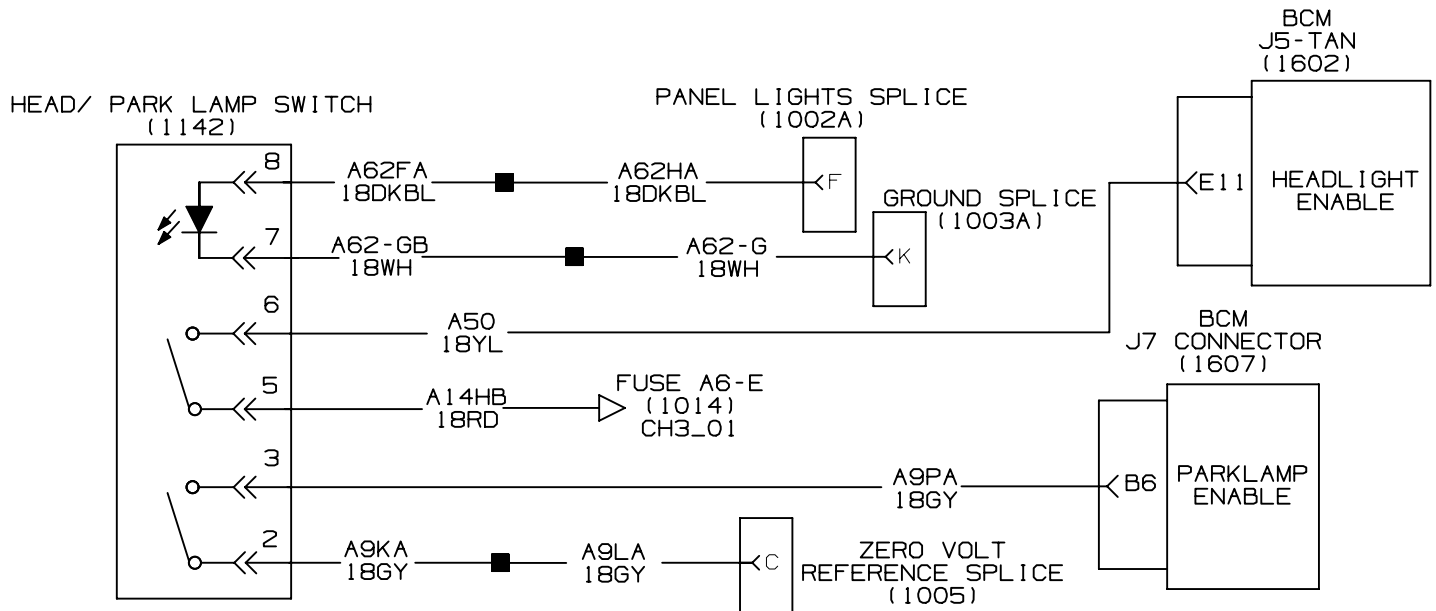 BCM
J5-TAN
(1602)
HEAD/ PARK LAMP SWITCH
(1142)
PANEL LIGHTS SPLICE
(1002A)
8
A62FA
18DKBL
A62HA
18DKBL
F
E11
HEADLIGHT
ENABLE
GROUND SPLICE
(1003A)
7
A62-GB
18WH
A62-G
18WH
K
6
A50
18YL
BCM
J7 CONNECTOR
(1607)
5
A14HB
18RD
FUSE A6-E
(1014)
CH3_01
3
A9PA
18GY
B6
PARKLAMP
ENABLE
2
A9KA
18GY
A9LA
18GY
C
ZERO VOLT
REFERENCE SPLICE
(1005)